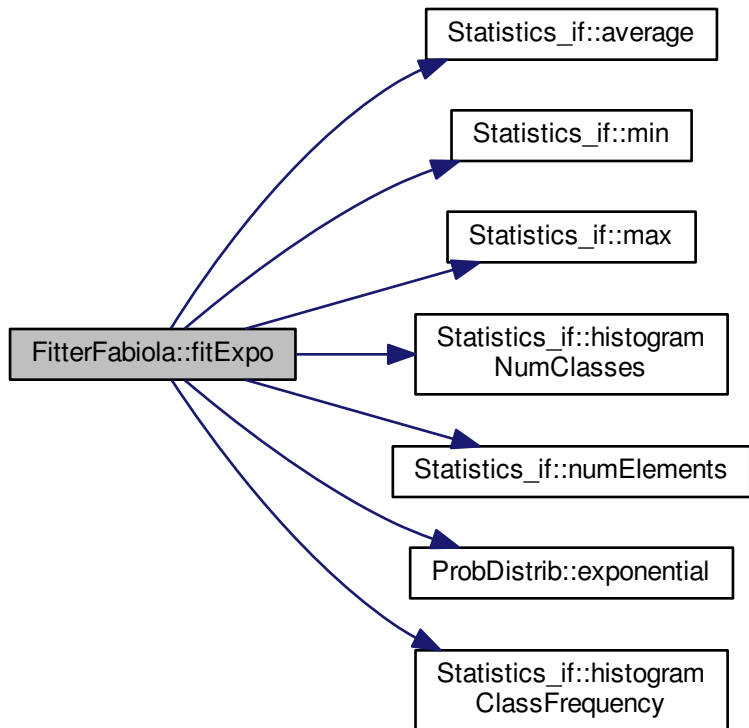 Statistics_if::average
Statistics_if::min
Statistics_if::max
FitterFabiola::fitExpo
Statistics_if::histogram
NumClasses
Statistics_if::numElements
ProbDistrib::exponential
Statistics_if::histogram
ClassFrequency